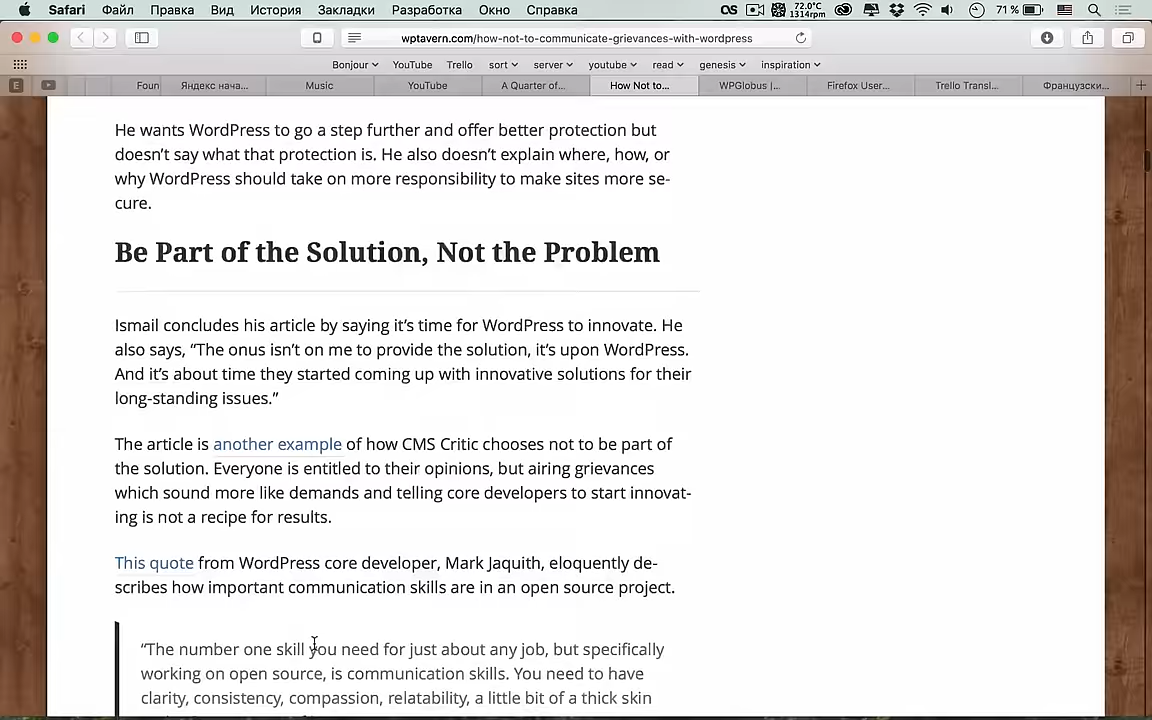 Safari Файл Правка Вид История Закладки Разработка Окно Справка 72.0°C 1314rpm 71 %
wptavern.com/how-not-to-communicate-grievances-with-wordpress
Bonjour YouTube Trello sort server youtube read genesis inspiration
E Foun Яндекс нача... Music YouTube A Quarter of... How Not to... WPGlobus |... Firefox User... Trello Transl... Французски...
He wants WordPress to go a step further and offer better protection but
doesn’t say what that protection is. He also doesn’t explain where, how, or
why WordPress should take on more responsibility to make sites more se-
cure.
Be Part of the Solution, Not the Problem
Ismail concludes his article by saying it’s time for WordPress to innovate. He
also says, “The onus isn’t on me to provide the solution, it’s upon WordPress.
And it’s about time they started coming up with innovative solutions for their
long-standing issues.”
The article is another example of how CMS Critic chooses not to be part of
the solution. Everyone is entitled to their opinions, but airing grievances
which sound more like demands and telling core developers to start innovat-
ing is not a recipe for results.
This quote from WordPress core developer, Mark Jaquith, eloquently de-
scribes how important communication skills are in an open source project.
“The number one skill you need for just about any job, but specifically
working on open source, is communication skills. You need to have
clarity, consistency, compassion, relatability, a little bit of a thick skin